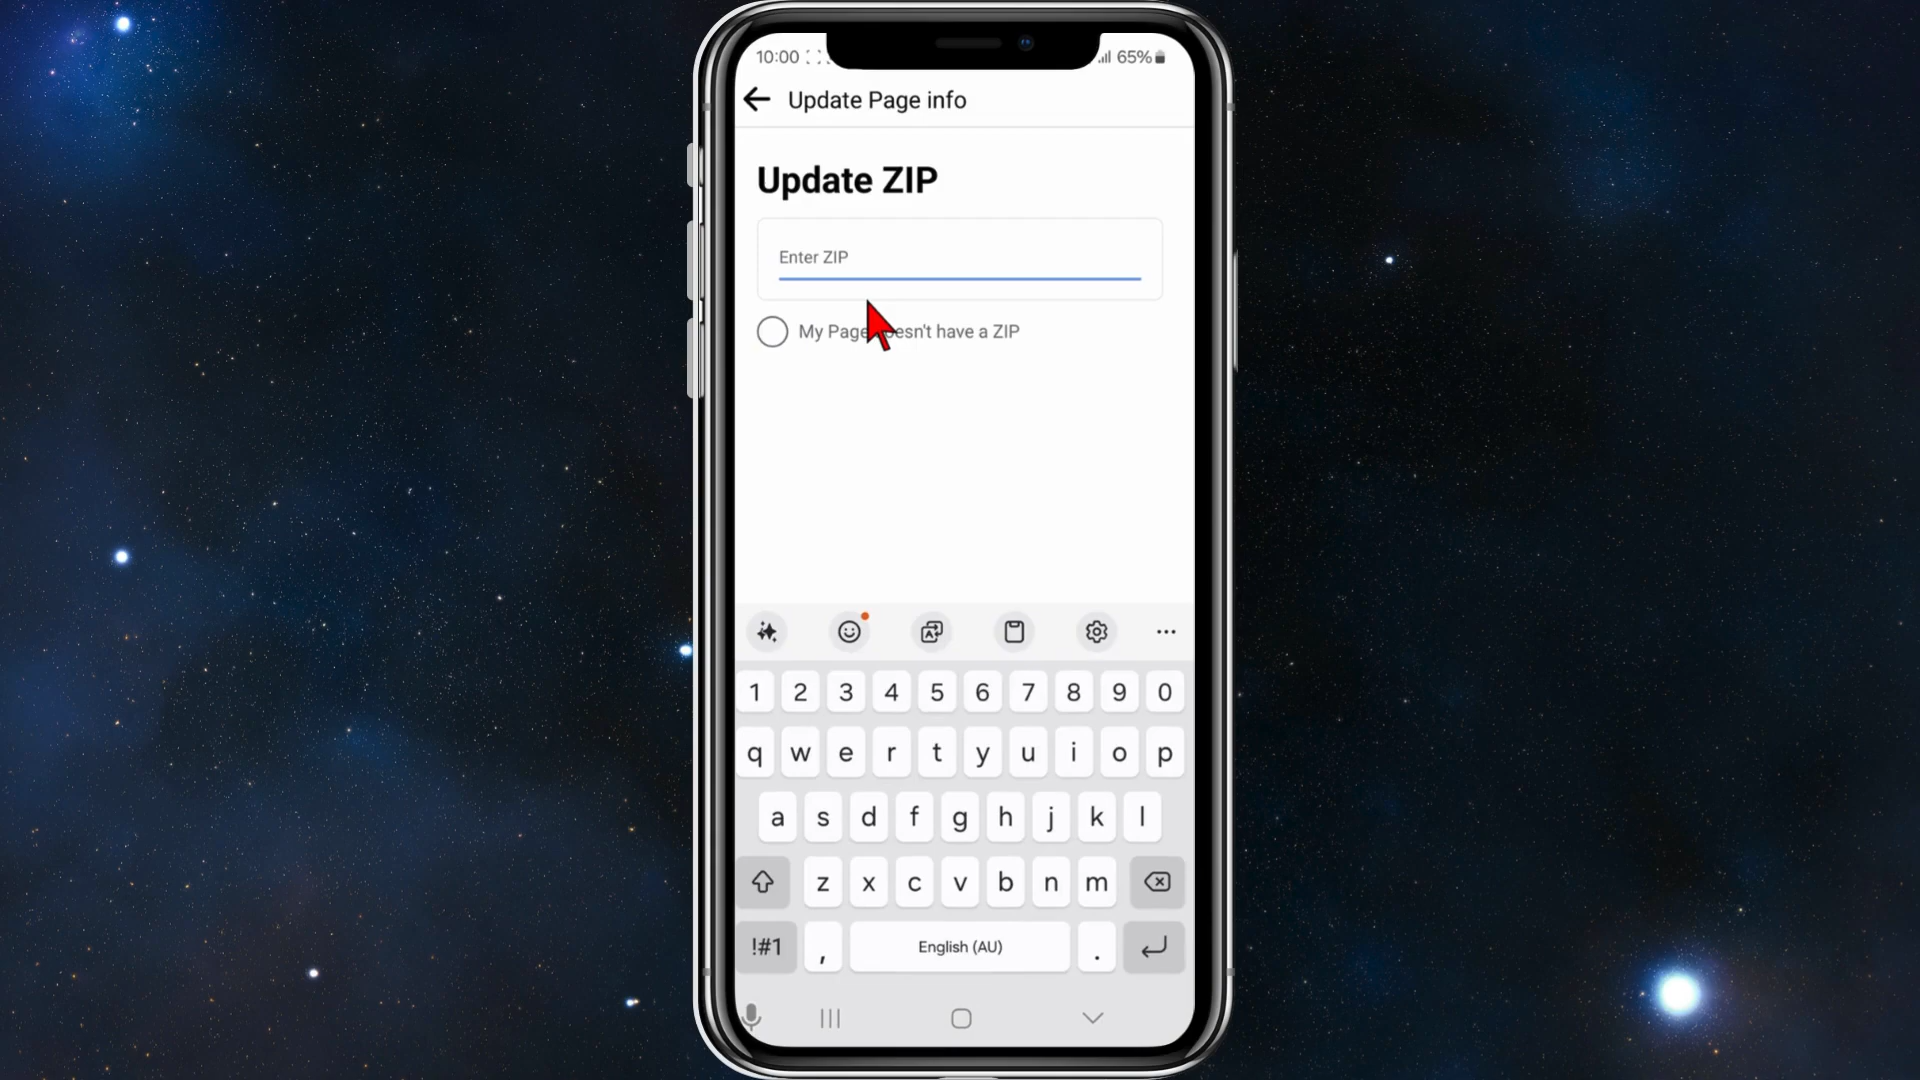 10:00 65%
Update Page info
Update ZIP
Enter ZIP
My Page doesn't have a ZIP
1 2 3 4 5 6 7 8 9 0
q w e r t y u i o p
a s d f g h j k l
z x c v b n m
!#1 , English (AU) .